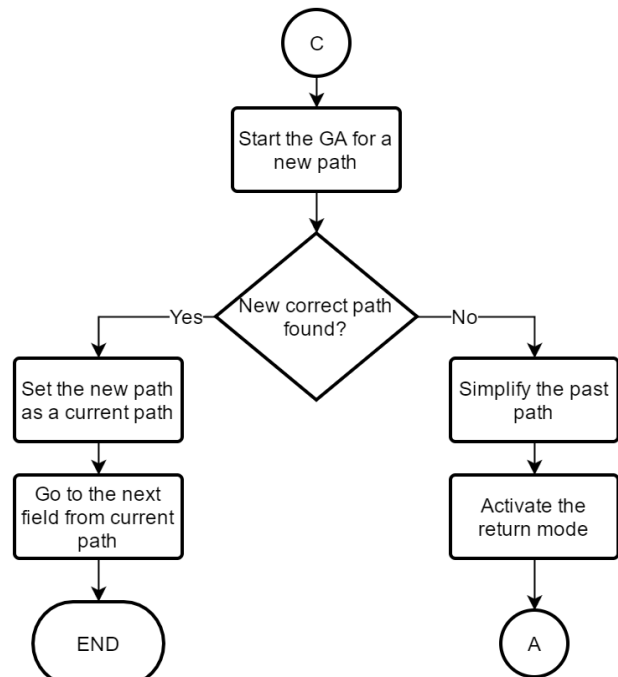 C
Start the GA for a
new path
New correct path
found?
Yes
No
Set the new path
as a current path
Simplify the past
path
Go to the next
field from current
path
Activate the
return mode
END
A